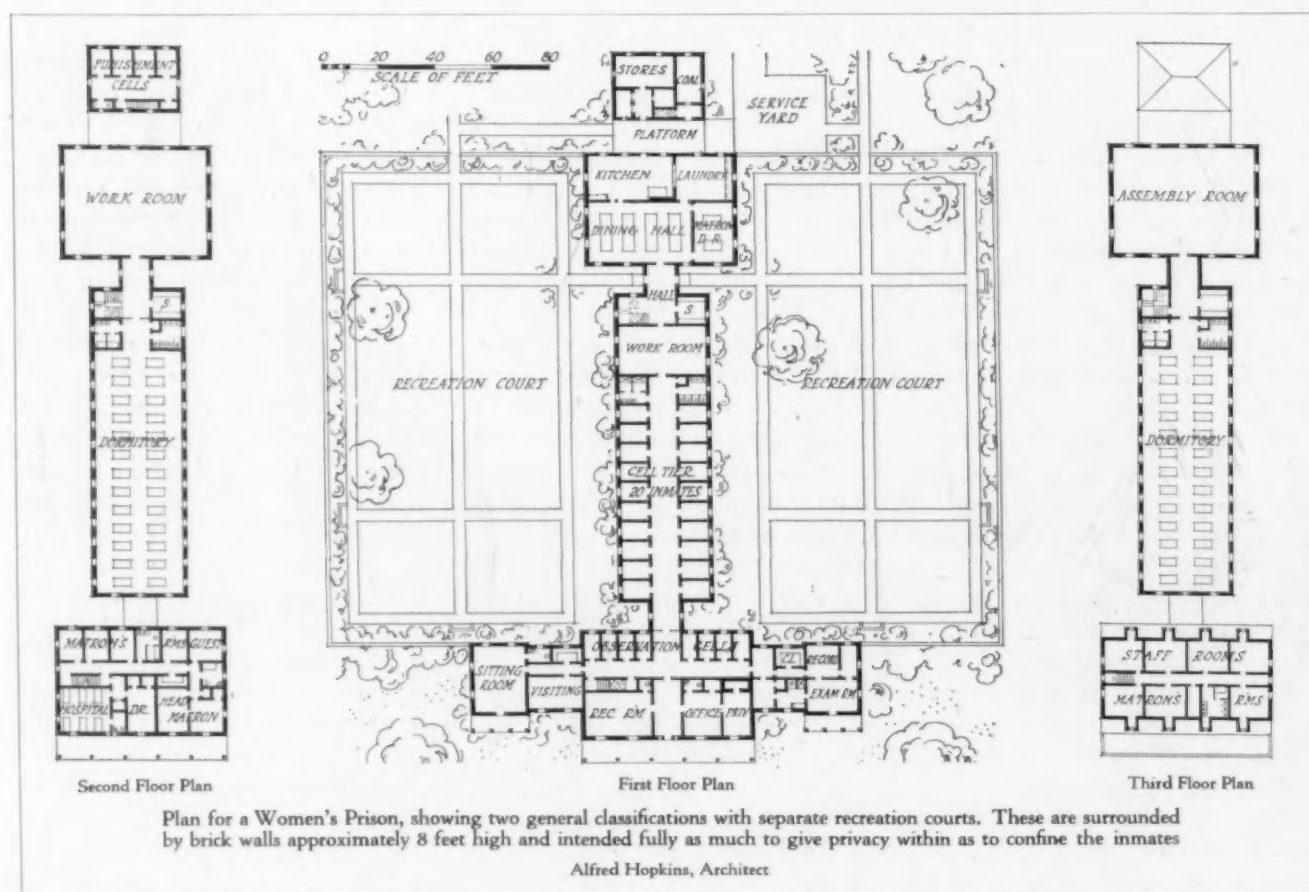 PUNISHMENT
CELLS
WORK ROOM
S.
DORMITORY
MATRON'S RMS GUEST
HOSPITAL DR. HEAD
MATRON
Second Floor Plan
0 20 40 60 80
SCALE OF FEET
STORES
COAL
SERVICE
YARD
PLATFORM
KITCHEN LAUNDRY
DINING HALL MATRON
D. R.
HALL
S.
WORK ROOM
RECREATION COURT
RECREATION COURT
CELL TIER
20 INMATES
OBSERVATION CELLS
SITTING
ROOM
VISITING
REC. RM
OFFICE PRIV.
CL.
RECORD
EXAM RM.
First Floor Plan
ASSEMBLY ROOM
DORMITORY
STAFF ROOMS
MATRON'S RMS
Third Floor Plan
Plan for a Women's Prison, showing two general classifications with separate recreation courts. These are surrounded
by brick walls approximately 8 feet high and intended fully as much to give privacy within as to confine the inmates
Alfred Hopkins, Architect